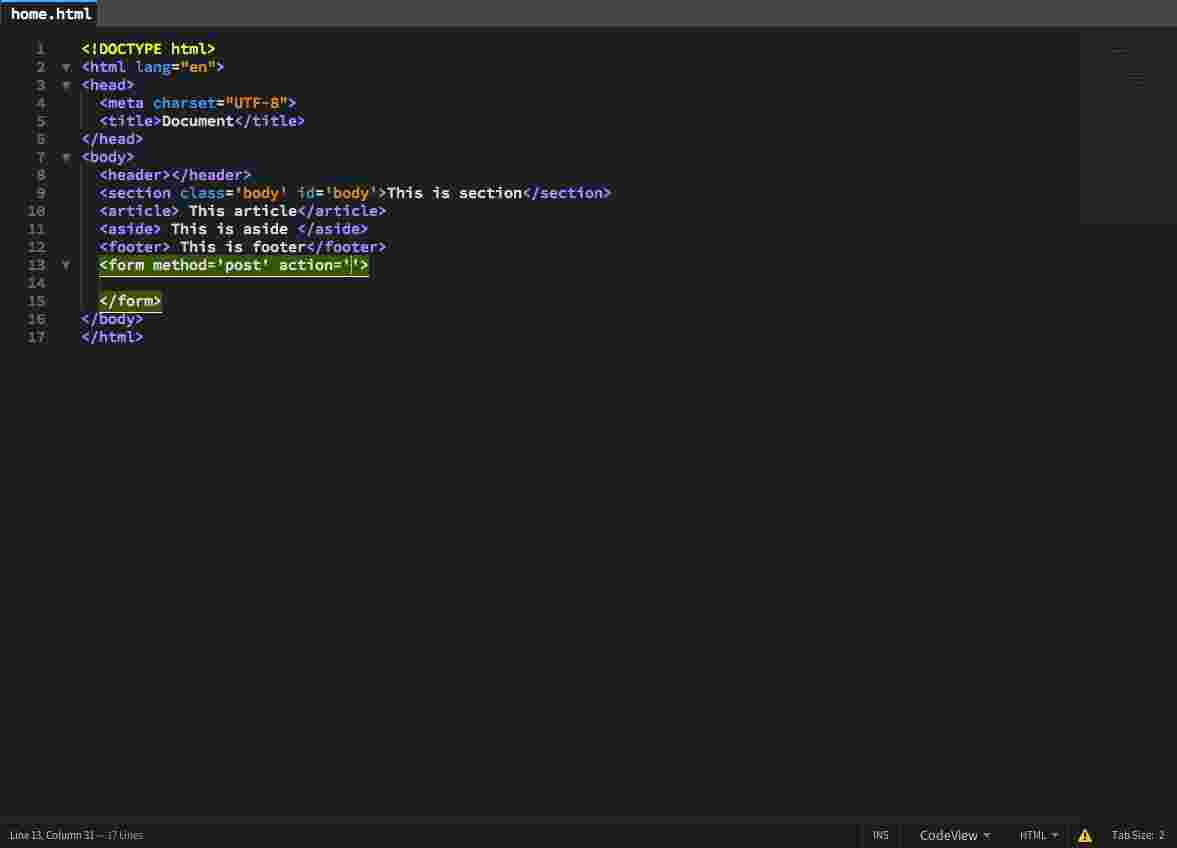 home.html
1 <!DOCTYPE html>
2 <html lang="en">
3 <head>
4 <meta charset="UTF-8">
5 <title>Document</title>
6 </head>
7 <body>
8 <header></header>
9 <section class='body' id='body'>This is section</section>
10 <article> This article</article>
11 <aside> This is aside </aside>
12 <footer> This is footer</footer>
13 <form method='post' action=''>
14
15 </form>
16 </body>
17 </html>
Line 13, Column 31 — 17 Lines INS CodeView HTML Tab Size: 2